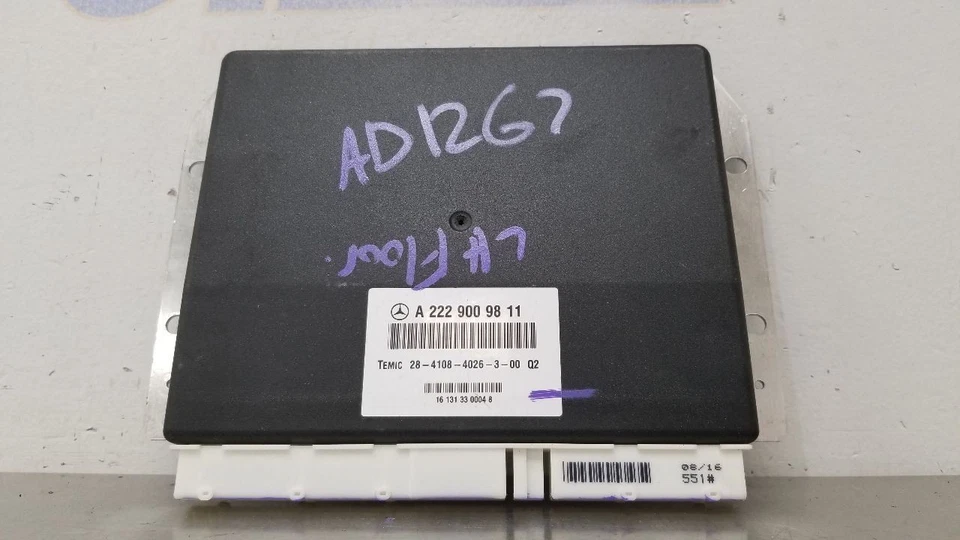 AD1267
LH Floor.
A 222 900 98 11
TEMIC 28-4108-4026-3-00 Q2
16 131 33 0004 8
08/16
551#